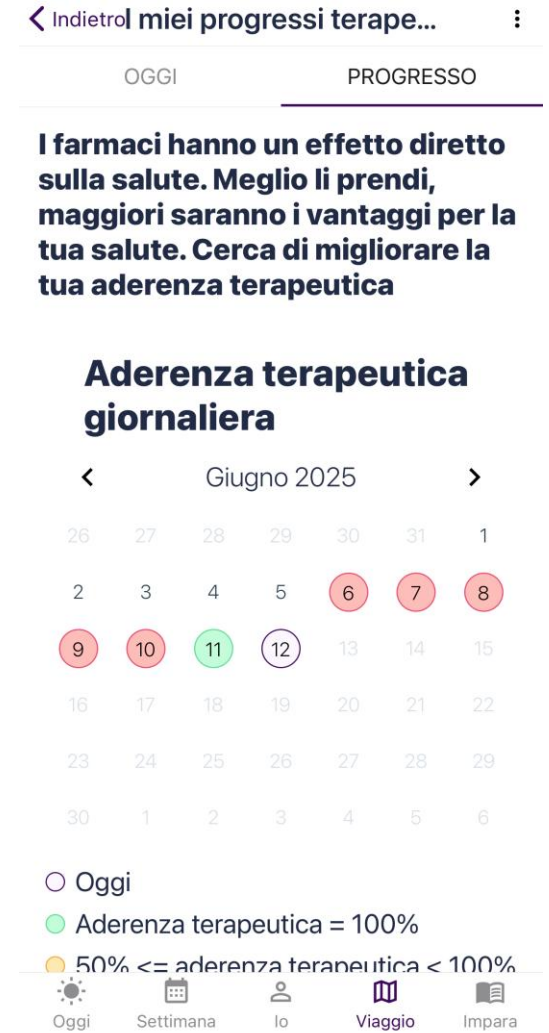 Indietro I miei progressi terape...
OGGI PROGRESSO
I farmaci hanno un effetto diretto
sulla salute. Meglio li prendi,
maggiori saranno i vantaggi per la
tua salute. Cerca di migliorare la
tua aderenza terapeutica
Aderenza terapeutica
giornaliera
Giugno 2025
26 27 28 29 30 31 1
2 3 4 5 6 7 8
9 10 11 12 13 14 15
16 17 18 19 20 21 22
23 24 25 26 27 28 29
30 1 2 3 4 5 6
Oggi
Aderenza terapeutica = 100%
50% <= aderenza terapeutica < 100%
Oggi Settimana Io Viaggio Impara